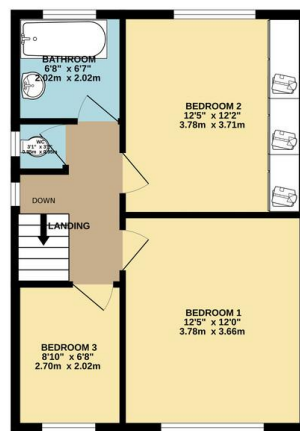 BATHROOM
6'8" x 6'7"
2.02m x 2.02m
BEDROOM 2
12'5" x 12'2"
3.78m x 3.71m
WC
DOWN
LANDING
BEDROOM 1
12'5" x 12'0"
3.78m x 3.66m
BEDROOM 3
8'10" x 6'8"
2.70m x 2.02m